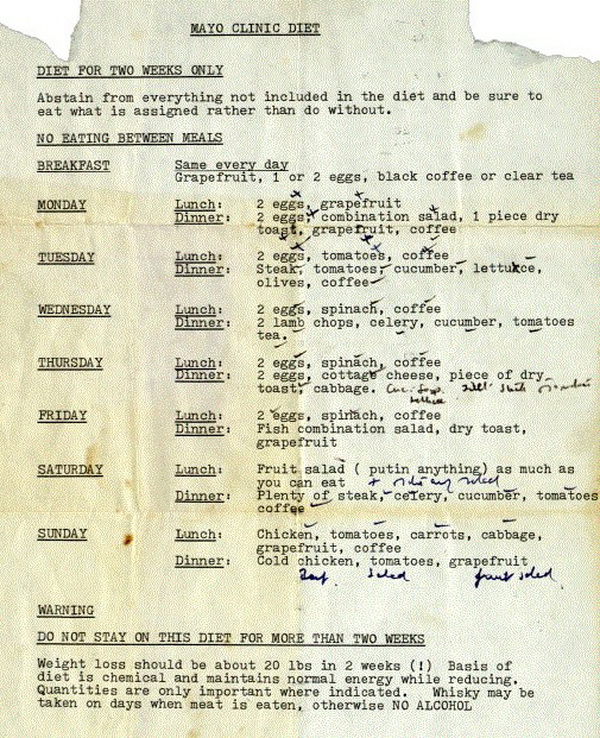 MAYO CLINIC DIET
DIET FOR TWO WEEKS ONLY
Abstain from everything not included in the diet and be sure to
eat what is assigned rather than do without.
NO EATING BETWEEN MEALS
BREAKFAST Same every day
Grapefruit, 1 or 2 eggs, black coffee or clear tea
MONDAY Lunch: 2 eggs, grapefruit
Dinner: 2 eggs, combination salad, 1 piece dry
toast, grapefruit, coffee
TUESDAY Lunch: 2 eggs, tomatoes, coffee
Dinner: Steak, tomatoes, cucumber, lettuce,
olives, coffee
WEDNESDAY Lunch: 2 eggs, spinach, coffee
Dinner: 2 lamb chops, celery, cucumber, tomatoes
tea.
THURSDAY Lunch: 2 eggs, spinach, coffee
Dinner: 2 eggs, cottage cheese, piece of dry
toast, cabbage.
FRIDAY Lunch: 2 eggs, spinach, coffee
Dinner: Fish combination salad, dry toast,
grapefruit
SATURDAY Lunch: Fruit salad ( putin anything) as much as
you can eat + salad
Dinner: Plenty of steak, celery, cucumber, tomatoes
coffee
SUNDAY Lunch: Chicken, tomatoes, carrots, cabbage,
grapefruit, coffee
Dinner: Cold chicken, tomatoes, grapefruit
Beef salad fruit salad
WARNING
DO NOT STAY ON THIS DIET FOR MORE THAN TWO WEEKS
Weight loss should be about 20 lbs in 2 weeks (!) Basis of
diet is chemical and maintains normal energy while reducing.
Quantities are only important where indicated. Whisky may be
taken on days when meat is eaten, otherwise NO ALCOHOL